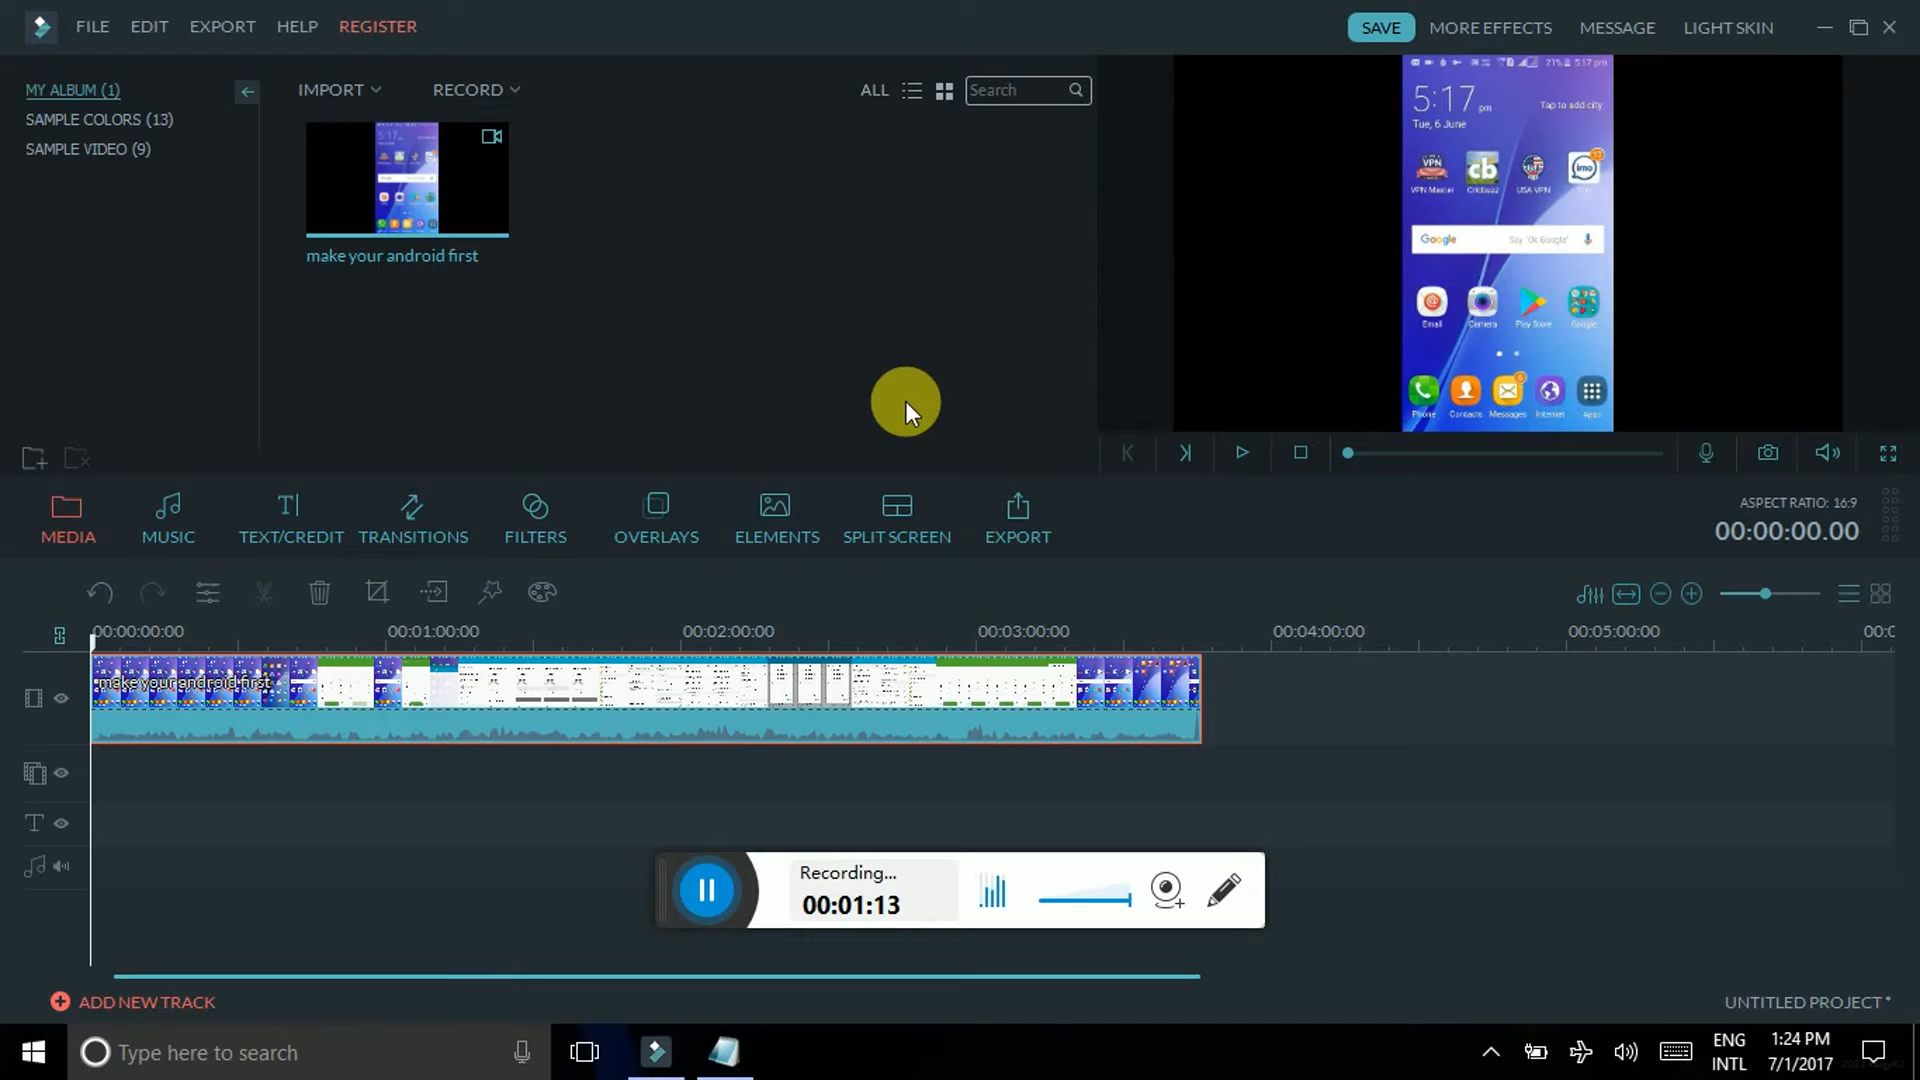 FILE EDIT EXPORT HELP REGISTER
SAVE MORE EFFECTS MESSAGE LIGHT SKIN
MY ALBUM (1)
SAMPLE COLORS (13)
SAMPLE VIDEO (9)
IMPORT RECORD
ALL Search
make your android first
21% 5:17 pm
5:17 pm
Tap to add city
Tue, 6 June
VPN Master Cricbuzz USA VPN
cb
imo
Google Say "Ok Google"
Email Camera Play Store Google
Phone Contacts Messages Internet Apps
MEDIA MUSIC TEXT/CREDIT TRANSITIONS FILTERS OVERLAYS ELEMENTS SPLIT SCREEN EXPORT
ASPECT RATIO: 16:9
00:00:00.00
00:00:00:00 00:01:00:00 00:02:00:00 00:03:00:00 00:04:00:00 00:05:00:00
make your android first
Recording...
00:01:13
ADD NEW TRACK
UNTITLED PROJECT *
Type here to search
ENG
INTL
1:24 PM
7/1/2017